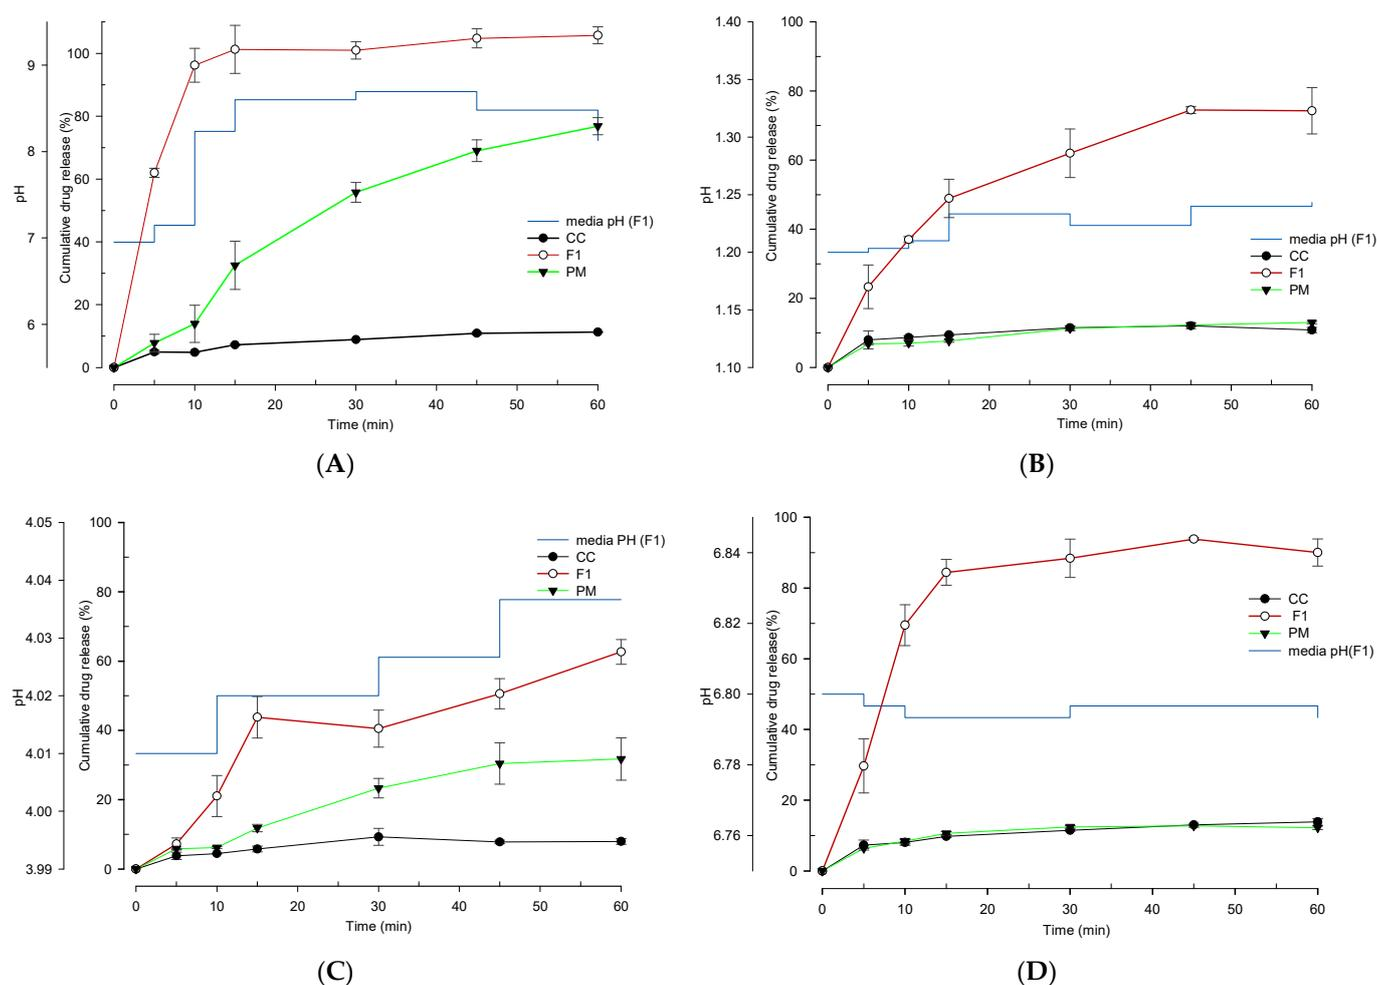 9
8
7
6
pH
100
80
60
40
20
0
Cumulative drug release (%)
media pH (F1)
CC
F1
PM
0 10 20 30 40 50 60
Time (min)
(A)
1.40
1.35
1.30
1.25
1.20
1.15
1.10
pH
100
80
60
40
20
0
Cumulative drug release (%)
media pH (F1)
CC
F1
PM
0 10 20 30 40 50 60
Time (min)
(B)
4.05
4.04
4.03
4.02
4.01
4.00
3.99
pH
100
80
60
40
20
0
Cumulative drug release (%)
media PH (F1)
CC
F1
PM
0 10 20 30 40 50 60
Time (min)
(C)
6.84
6.82
6.80
6.78
6.76
pH
100
80
60
40
20
0
Cumulative drug release(%)
CC
F1
PM
media pH(F1)
0 10 20 30 40 50 60
Time (min)
(D)